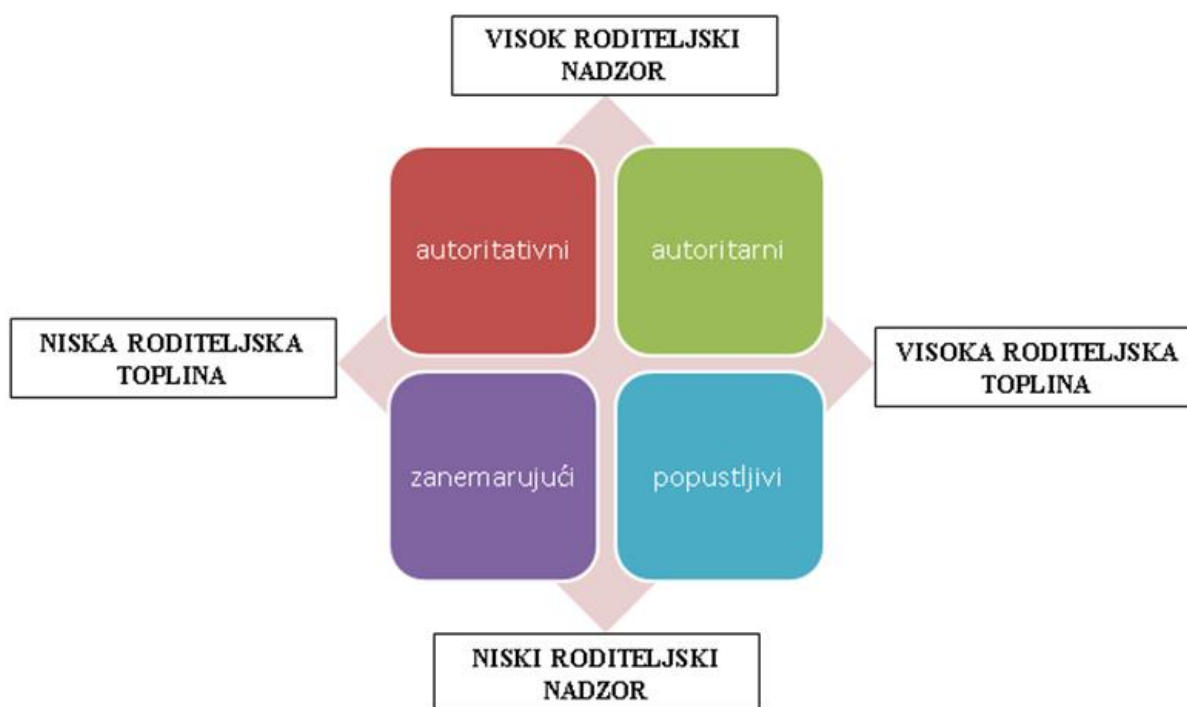 VISOK RODITELJSKI
NADZOR
autoritativni
autoritarni
NISKA RODITELJSKA
TOPLINA
VISOKA RODITELJSKA
TOPLINA
zanemarujući
popustljivi
NISKI RODITELJSKI
NADZOR